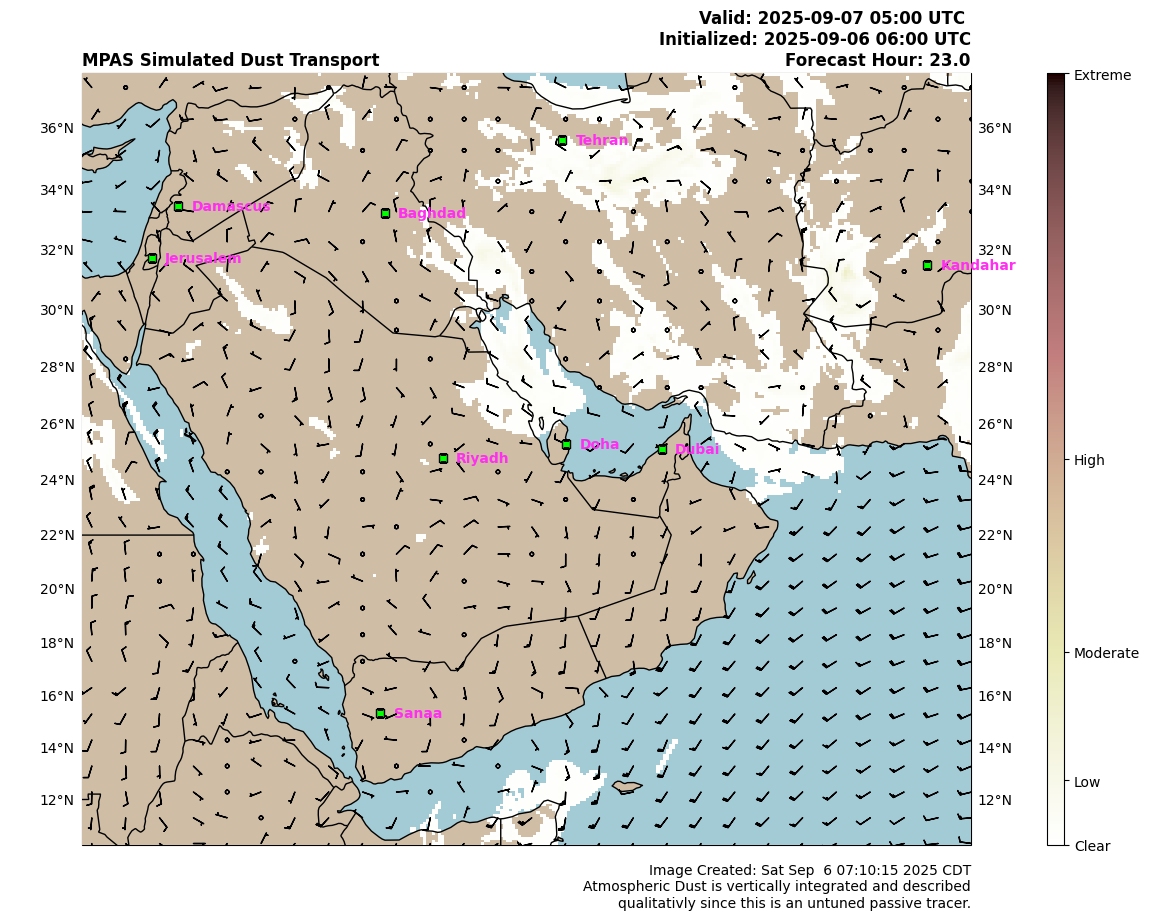 Valid: 2025-09-07 05:00 UTC
Initialized: 2025-09-06 06:00 UTC
MPAS Simulated Dust Transport
Forecast Hour: 23.0
Extreme
36°N
Tehran
36°N
34°N
34°N
Damascus
Baghdad
32°N
32°N
Jerusalem
Kandahar
30°N
30°N
28°N
28°N
26°N
26°N
Doha
Dubai
Riyadh
High
24°N
24°N
22°N
22°N
20°N
20°N
18°N
18°N
Moderate
16°N
16°N
Sanaa
14°N
14°N
Low
12°N
12°N
Clear
Image Created: Sat Sep  6 07:10:15 2025 CDT
Atmospheric Dust is vertically integrated and described
qualitativly since this is an untuned passive tracer.